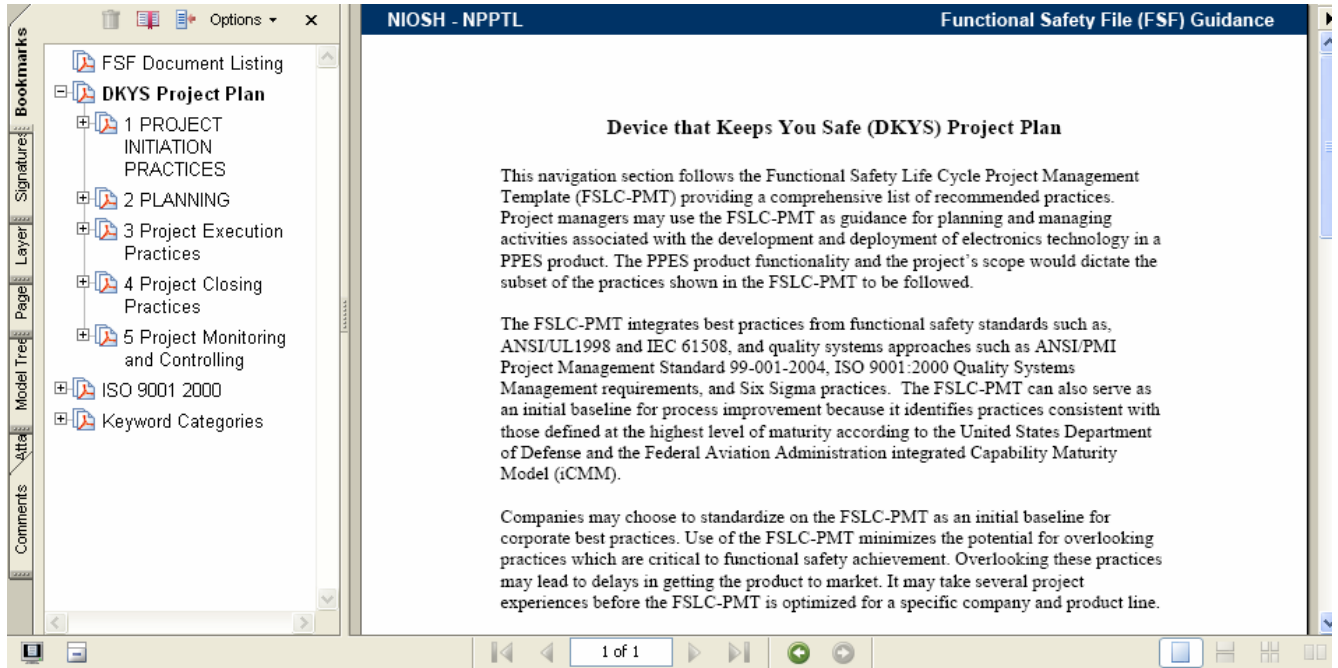 Options
FSF Document Listing
DKYS Project Plan
1 PROJECT
INITIATION
PRACTICES
2 PLANNING
3 Project Execution
Practices
4 Project Closing
Practices
5 Project Monitoring
and Controlling
ISO 9001 2000
Keyword Categories
Bookmarks
Signatures
Layer
Page
Model Tree
Atta
Comments
NIOSH - NPPTL
Functional Safety File (FSF) Guidance
Device that Keeps You Safe (DKYS) Project Plan
This navigation section follows the Functional Safety Life Cycle Project Management
Template (FSLC-PMT) providing a comprehensive list of recommended practices.
Project managers may use the FSLC-PMT as guidance for planning and managing
activities associated with the development and deployment of electronics technology in a
PPES product. The PPES product functionality and the project's scope would dictate the
subset of the practices shown in the FSLC-PMT to be followed.
The FSLC-PMT integrates best practices from functional safety standards such as,
ANSI/UL1998 and IEC 61508, and quality systems approaches such as ANSI/PMI
Project Management Standard 99-001-2004, ISO 9001:2000 Quality Systems
Management requirements, and Six Sigma practices. The FSLC-PMT can also serve as
an initial baseline for process improvement because it identifies practices consistent with
those defined at the highest level of maturity according to the United States Department
of Defense and the Federal Aviation Administration integrated Capability Maturity
Model (iCMM).
Companies may choose to standardize on the FSLC-PMT as an initial baseline for
corporate best practices. Use of the FSLC-PMT minimizes the potential for overlooking
practices which are critical to functional safety achievement. Overlooking these practices
may lead to delays in getting the product to market. It may take several project
experiences before the FSLC-PMT is optimized for a specific company and product line.
1 of 1